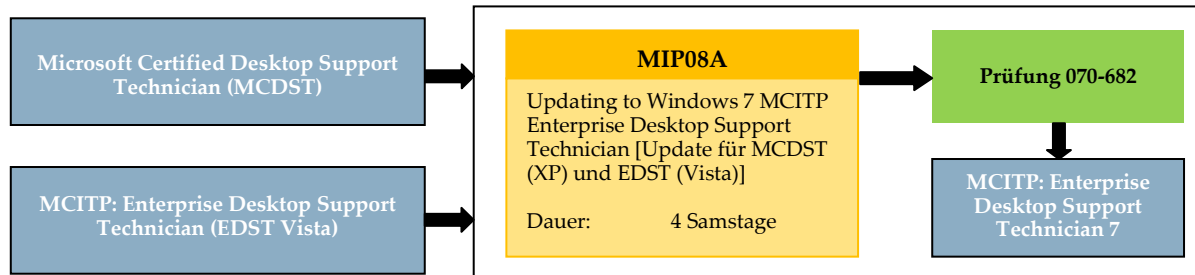 Microsoft Certified Desktop Support
Technician (MCDST)
MCITP: Enterprise Desktop Support
Technician (EDST Vista)
MIP08A
Updating to Windows 7 MCITP
Enterprise Desktop Support
Technician [Update für MCDST
(XP) und EDST (Vista)]
Dauer: 4 Samstage
Prüfung 070-682
MCITP: Enterprise
Desktop Support
Technician 7